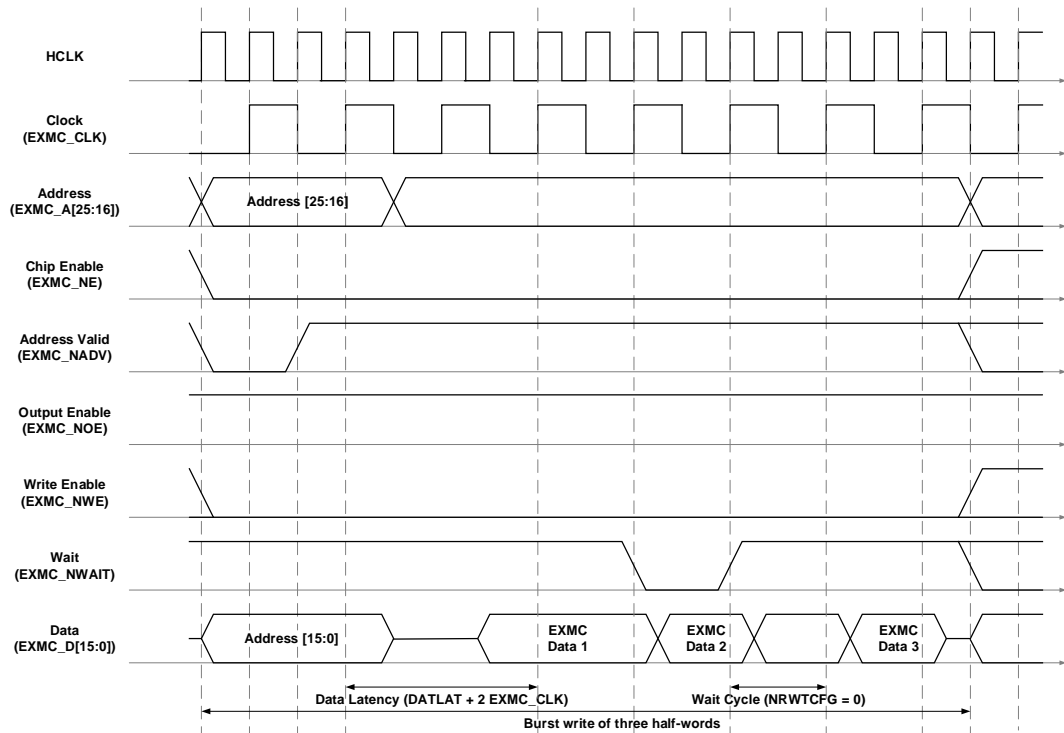 HCLK
Clock
(EXMC_CLK)
Address
(EXMC_A[25:16])
Address [25:16]
Chip Enable
(EXMC_NE)
Address Valid
(EXMC_NADV)
Output Enable
(EXMC_NOE)
Write Enable
(EXMC_NWE)
Wait
(EXMC_NWAIT)
Data
(EXMC_D[15:0])
Address [15:0]
EXMC
Data 1
EXMC
Data 2
EXMC
Data 3
Data Latency (DATLAT + 2 EXMC_CLK)
Wait Cycle (NRWTCFG = 0)
Burst write of three half-words